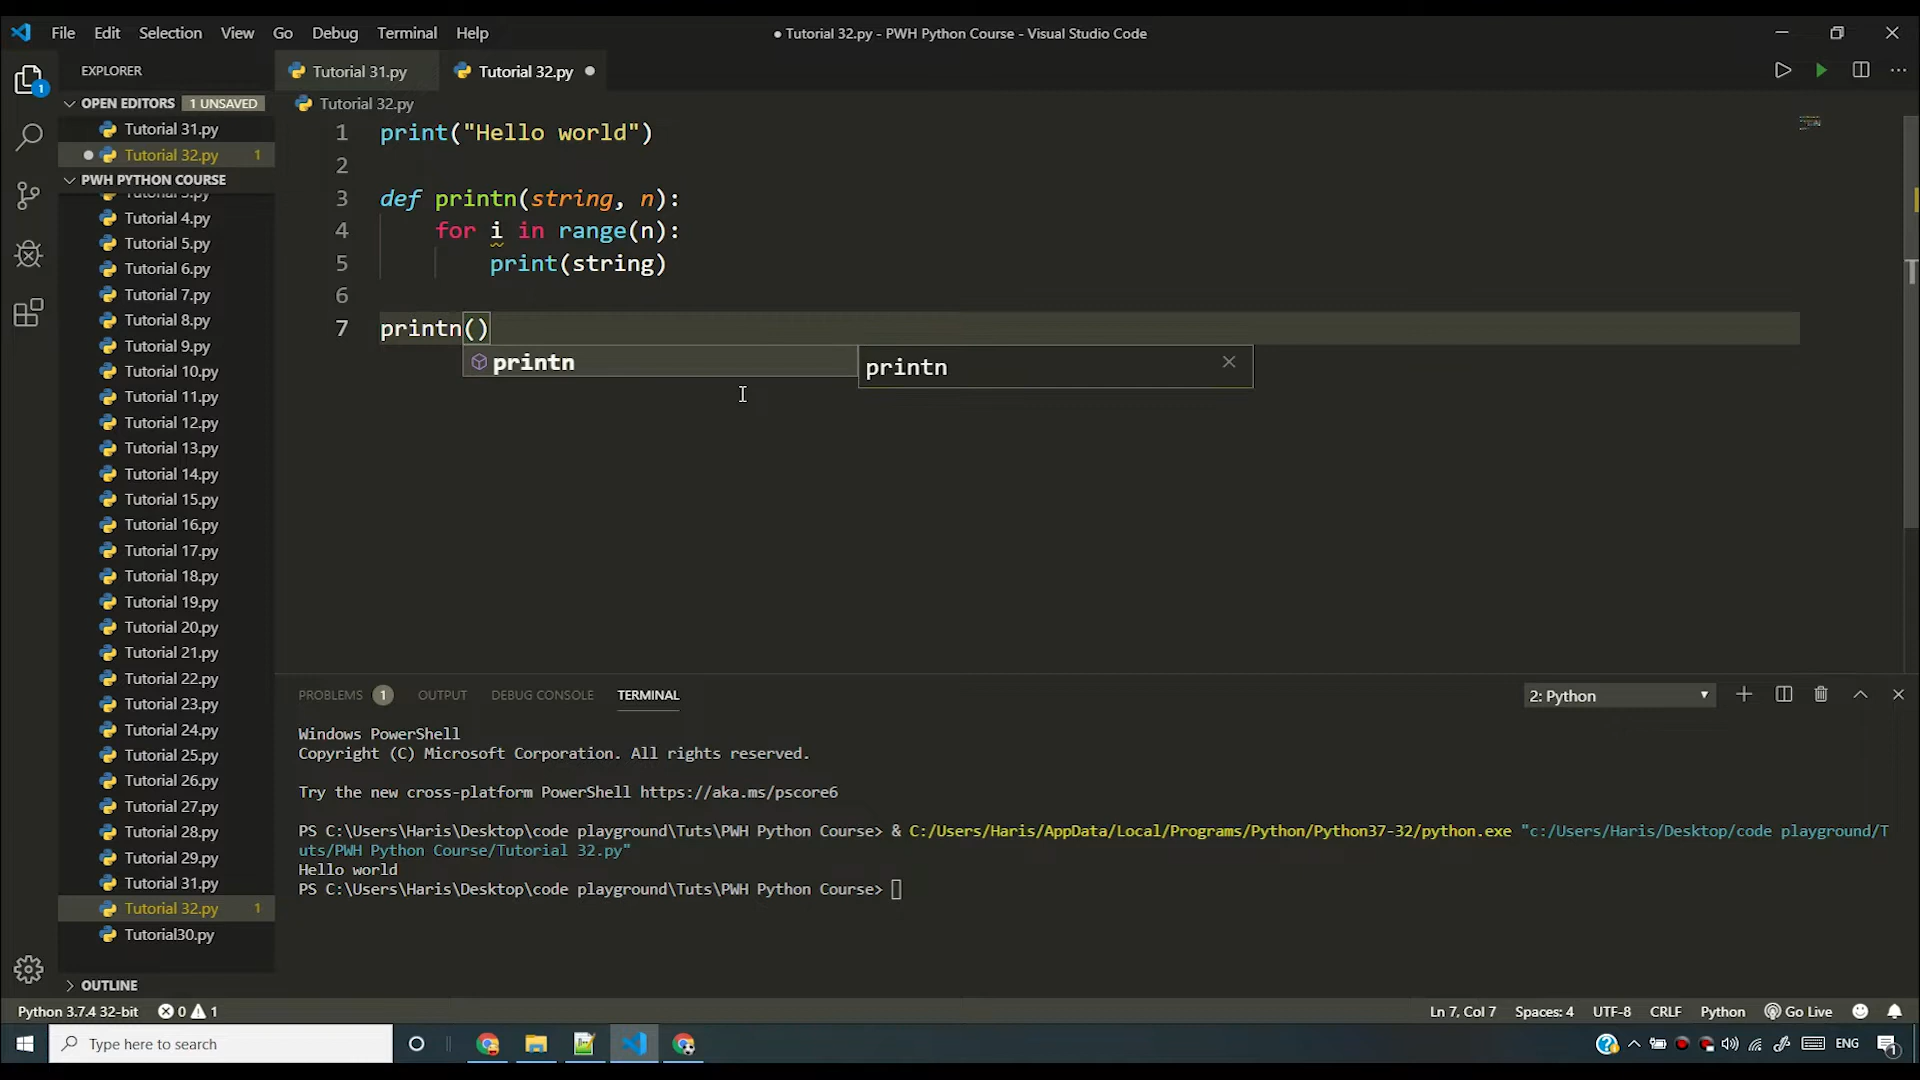 File Edit Selection View Go Debug Terminal Help
● Tutorial 32.py - PWH Python Course - Visual Studio Code
EXPLORER
1
OPEN EDITORS 1 UNSAVED
Tutorial 31.py
Tutorial 32.py 1
PWH PYTHON COURSE
Tutorial 4.py
Tutorial 5.py
Tutorial 6.py
Tutorial 7.py
Tutorial 8.py
Tutorial 9.py
Tutorial 10.py
Tutorial 11.py
Tutorial 12.py
Tutorial 13.py
Tutorial 14.py
Tutorial 15.py
Tutorial 16.py
Tutorial 17.py
Tutorial 18.py
Tutorial 19.py
Tutorial 20.py
Tutorial 21.py
Tutorial 22.py
Tutorial 23.py
Tutorial 24.py
Tutorial 25.py
Tutorial 26.py
Tutorial 27.py
Tutorial 28.py
Tutorial 29.py
Tutorial 31.py
Tutorial 32.py 1
Tutorial30.py
OUTLINE
Tutorial 31.py Tutorial 32.py
Tutorial 32.py
1 print("Hello world")
2
3 def printn(string, n):
4 for i in range(n):
5 print(string)
6
7 printn()
printn
printn
PROBLEMS 1 OUTPUT DEBUG CONSOLE TERMINAL
2: Python
Windows PowerShell
Copyright (C) Microsoft Corporation. All rights reserved.
Try the new cross-platform PowerShell https://aka.ms/pscore6
PS C:\Users\Haris\Desktop\code playground\Tuts\PWH Python Course> & C:/Users/Haris/AppData/Local/Programs/Python/Python37-32/python.exe "c:/Users/Haris/Desktop/code playground/T
uts/PWH Python Course/Tutorial 32.py"
Hello world
PS C:\Users\Haris\Desktop\code playground\Tuts\PWH Python Course>
Python 3.7.4 32-bit 0 1
Ln 7, Col 7 Spaces: 4 UTF-8 CRLF Python Go Live
Type here to search
ENG
1